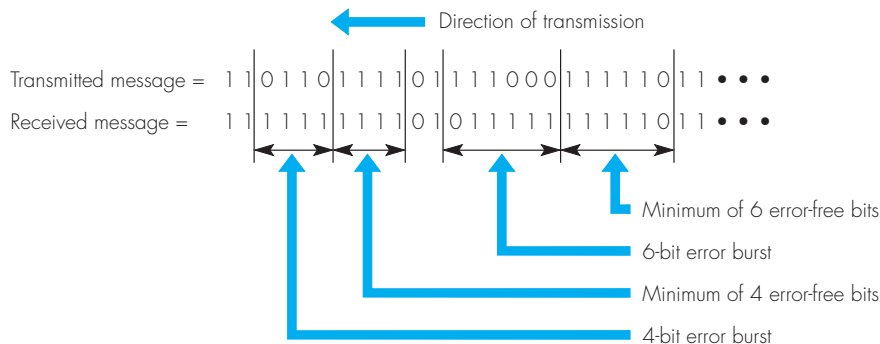 Direction of transmission
Transmitted message = 1 1 0 1 1 0 1 1 1 1 0 1 1 1 1 0 0 0 1 1 1 1 1 0 1 1 • • •
Received message = 1 1 1 1 1 1 1 1 1 1 0 1 0 1 1 1 1 1 1 1 1 1 1 0 1 1 • • •
Minimum of 6 error-free bits
6-bit error burst
Minimum of 4 error-free bits
4-bit error burst